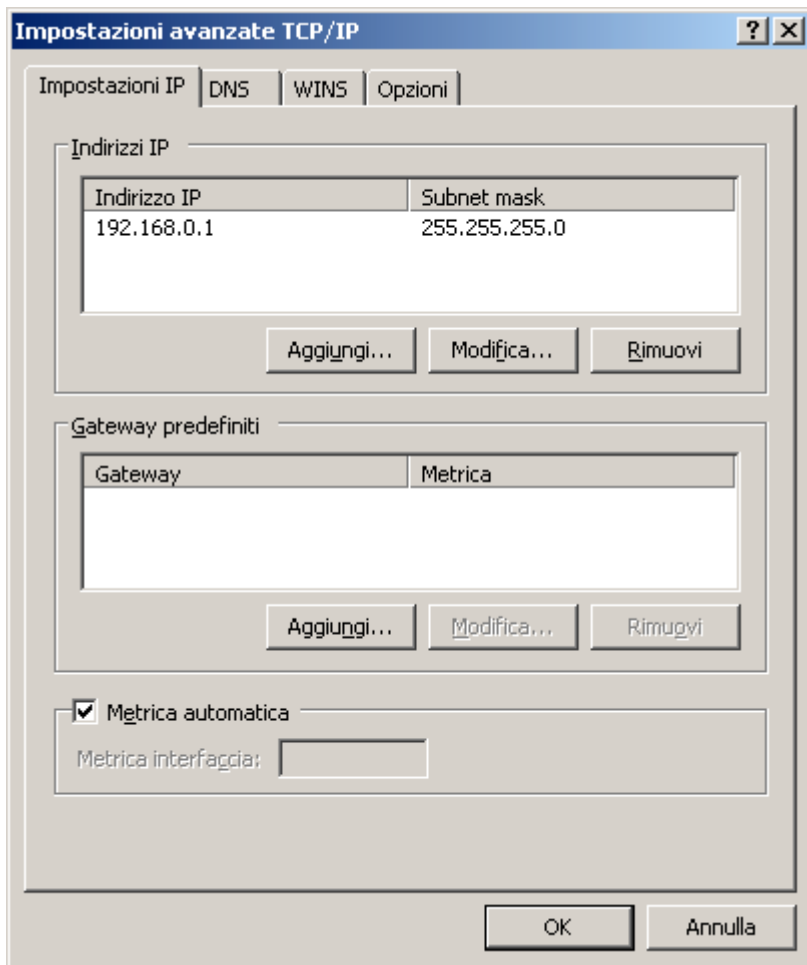 Impostazioni avanzate TCP/IP
Impostazioni IP DNS WINS Opzioni
Indirizzi IP
Indirizzo IP Subnet mask
192.168.0.1 255.255.255.0
Aggiungi... Modifica... Rimuovi
Gateway predefiniti
Gateway Metrica
Aggiungi... Modifica... Rimuovi
Metrica automatica
Metrica interfaccia:
OK Annulla